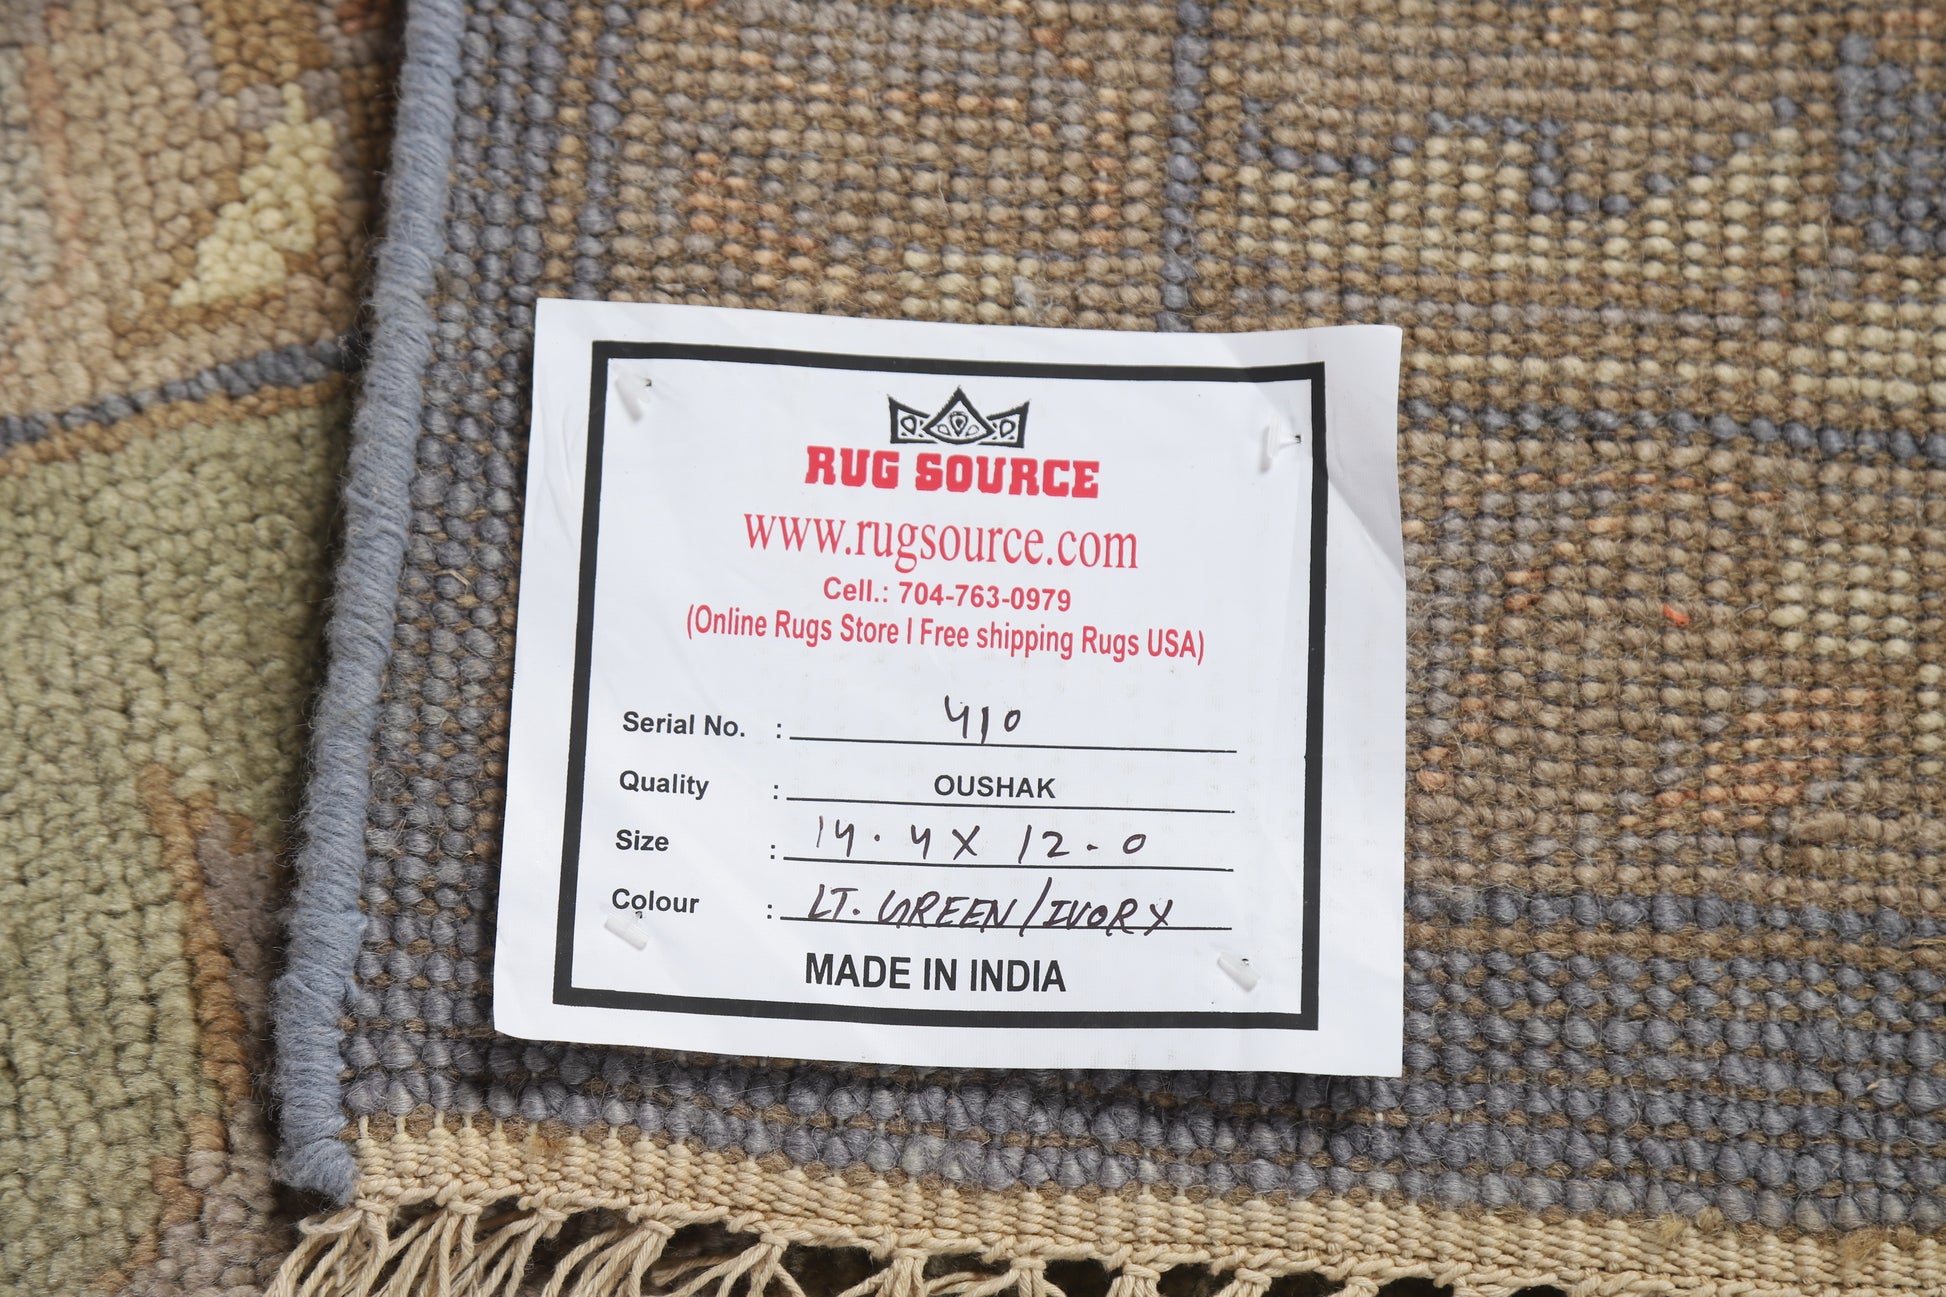 RUG SOURCE
www.rugsource.com
Cell.: 704-763-0979
(Online Rugs Store I Free shipping Rugs USA)
Serial No. : 410
Quality : OUSHAK
Size : 14.4 X 12.0
Colour : LT. GREEN/IVORY
MADE IN INDIA